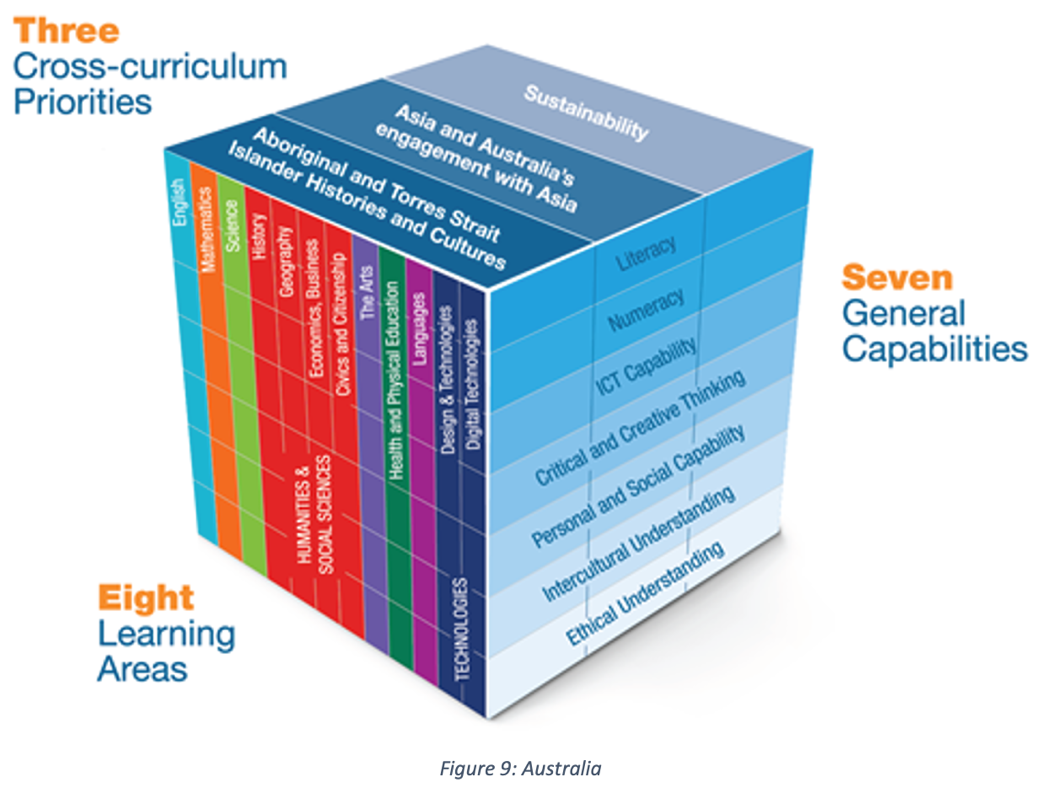 Three
Cross-curriculum
Priorities
Sustainability
Asia and Australia's
engagement with Asia
Aboriginal and Torres Strait
Islander Histories and Cultures
English
Mathematics
Science
History
Geography
Economics, Business
Civics and Citizenship
HUMANITIES &
SOCIAL SCIENCES
The Arts
Health and Physical Education
Languages
Design & Technologies
Digital Technologies
TECHNOLOGIES
Literacy
Numeracy
ICT Capability
Critical and Creative Thinking
Personal and Social Capability
Intercultural Understanding
Ethical Understanding
Seven
General
Capabilities
Eight
Learning
Areas
Figure 9: Australia